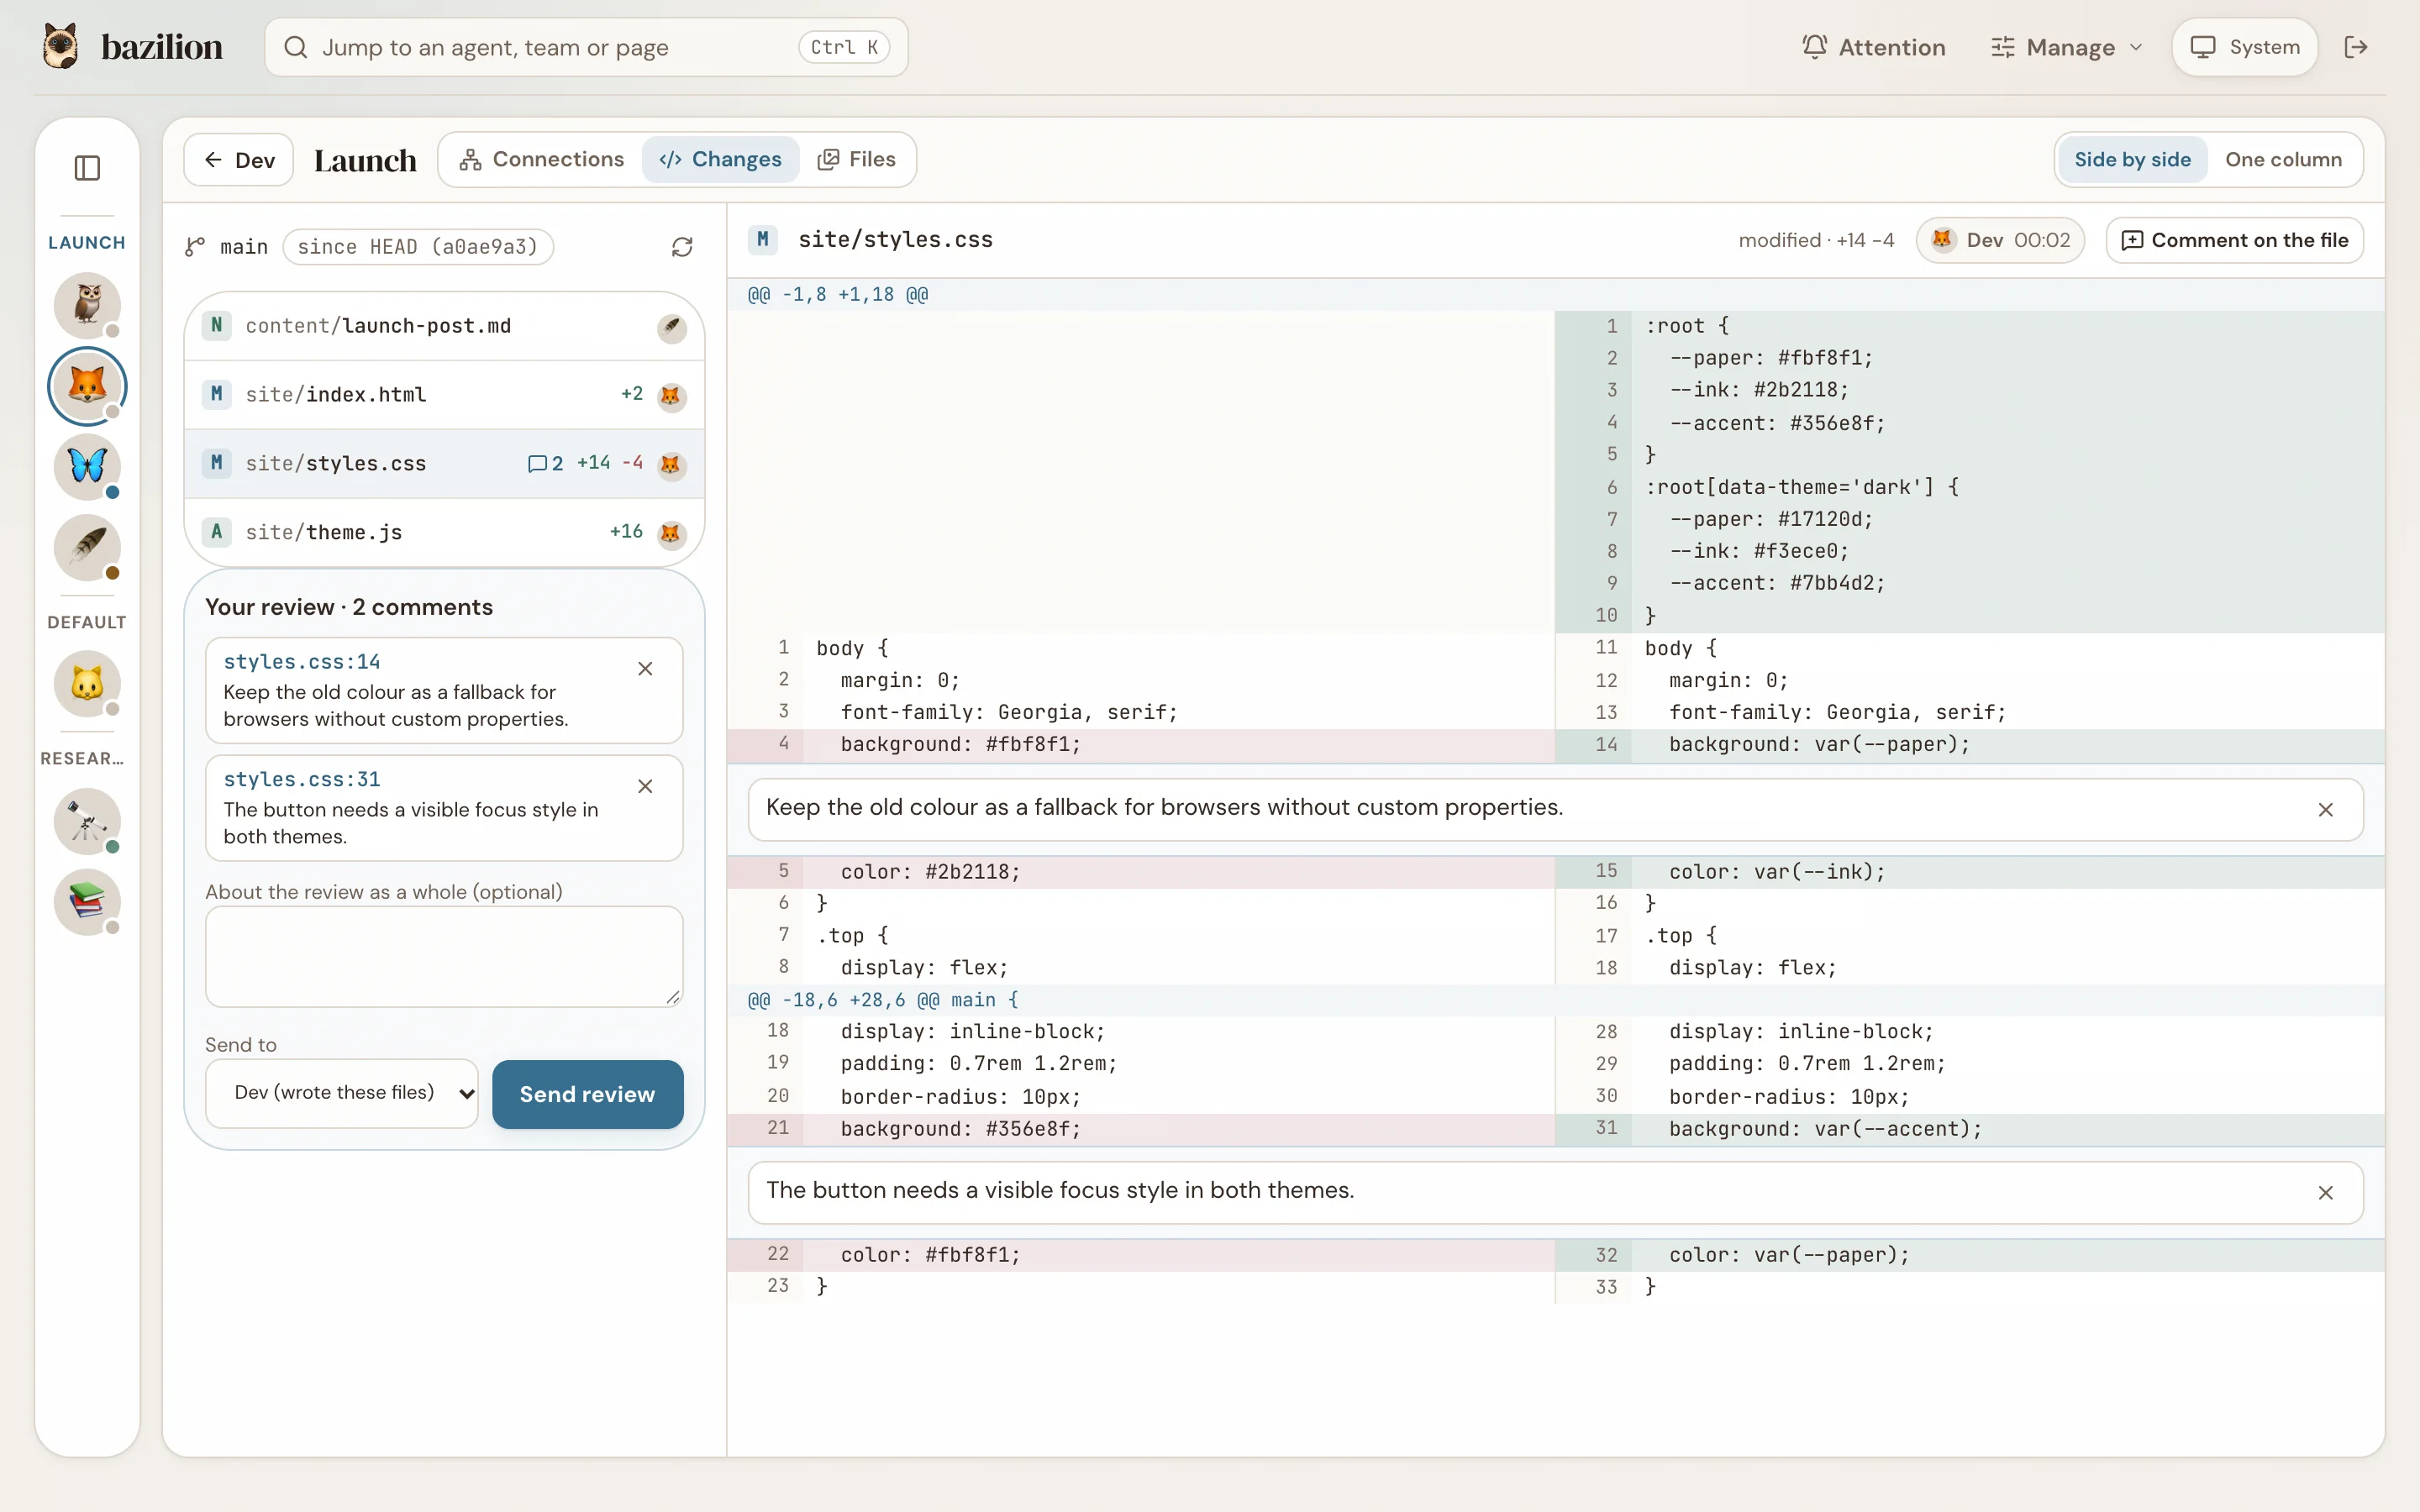 bazilion
Jump to an agent, team or page
Ctrl K
Attention
Manage
System
Dev
Launch
Connections
Changes
Files
Side by side
One column
LAUNCH
DEFAULT
RESEAR…
main
since HEAD (a0ae9a3)
N content/launch-post.md
M site/index.html +2
M site/styles.css 2 +14 -4
A site/theme.js +16
Your review · 2 comments
styles.css:14
Keep the old colour as a fallback for
browsers without custom properties.
styles.css:31
The button needs a visible focus style in
both themes.
About the review as a whole (optional)
Send to
Dev (wrote these files)
Send review
M site/styles.css
modified · +14 −4
Dev 00:02
Comment on the file
@@ -1,8 +1,18 @@
1 :root {
2 --paper: #fbf8f1;
3 --ink: #2b2118;
4 --accent: #356e8f;
5 }
6 :root[data-theme='dark'] {
7 --paper: #17120d;
8 --ink: #f3ece0;
9 --accent: #7bb4d2;
10 }
1 body { 11 body {
2 margin: 0; 12 margin: 0;
3 font-family: Georgia, serif; 13 font-family: Georgia, serif;
4 background: #fbf8f1; 14 background: var(--paper);
Keep the old colour as a fallback for browsers without custom properties.
5 color: #2b2118; 15 color: var(--ink);
6 } 16 }
7 .top { 17 .top {
8 display: flex; 18 display: flex;
@@ -18,6 +28,6 @@ main {
18 display: inline-block; 28 display: inline-block;
19 padding: 0.7rem 1.2rem; 29 padding: 0.7rem 1.2rem;
20 border-radius: 10px; 30 border-radius: 10px;
21 background: #356e8f; 31 background: var(--accent);
The button needs a visible focus style in both themes.
22 color: #fbf8f1; 32 color: var(--paper);
23 } 33 }